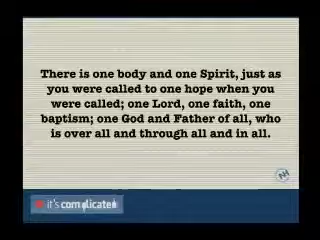 There is one body and one Spirit, just as
you were called to one hope when you
were called; one Lord, one faith, one
baptism; one God and Father of all, who
is over all and through all and in all.
it's complicated